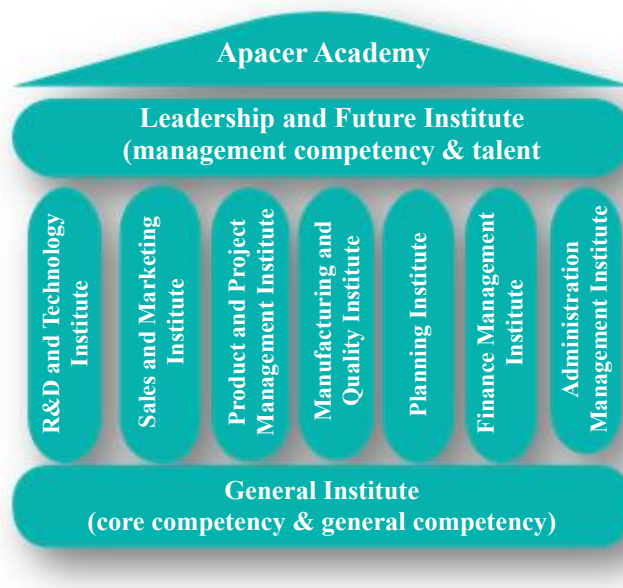 Apacer Academy
Leadership and Future Institute
(management competency & talent
R&D and Technology
Institute
Sales and Marketing
Institute
Product and Project
Management Institute
Manufacturing and
Quality Institute
Planning Institute
Finance Management
Institute
Administration
Management Institute
General Institute
(core competency & general competency)